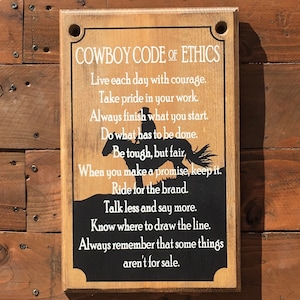 COWBOY CODE OF ETHICS
Live each day with courage.
Take pride in your work.
Always finish what you start.
Do what has to be done.
Be tough, but fair,
When you make a promise, keep it.
Ride for the brand.
Talk less and say more.
Know where to draw the line.
Always remember that some things
aren't for sale.